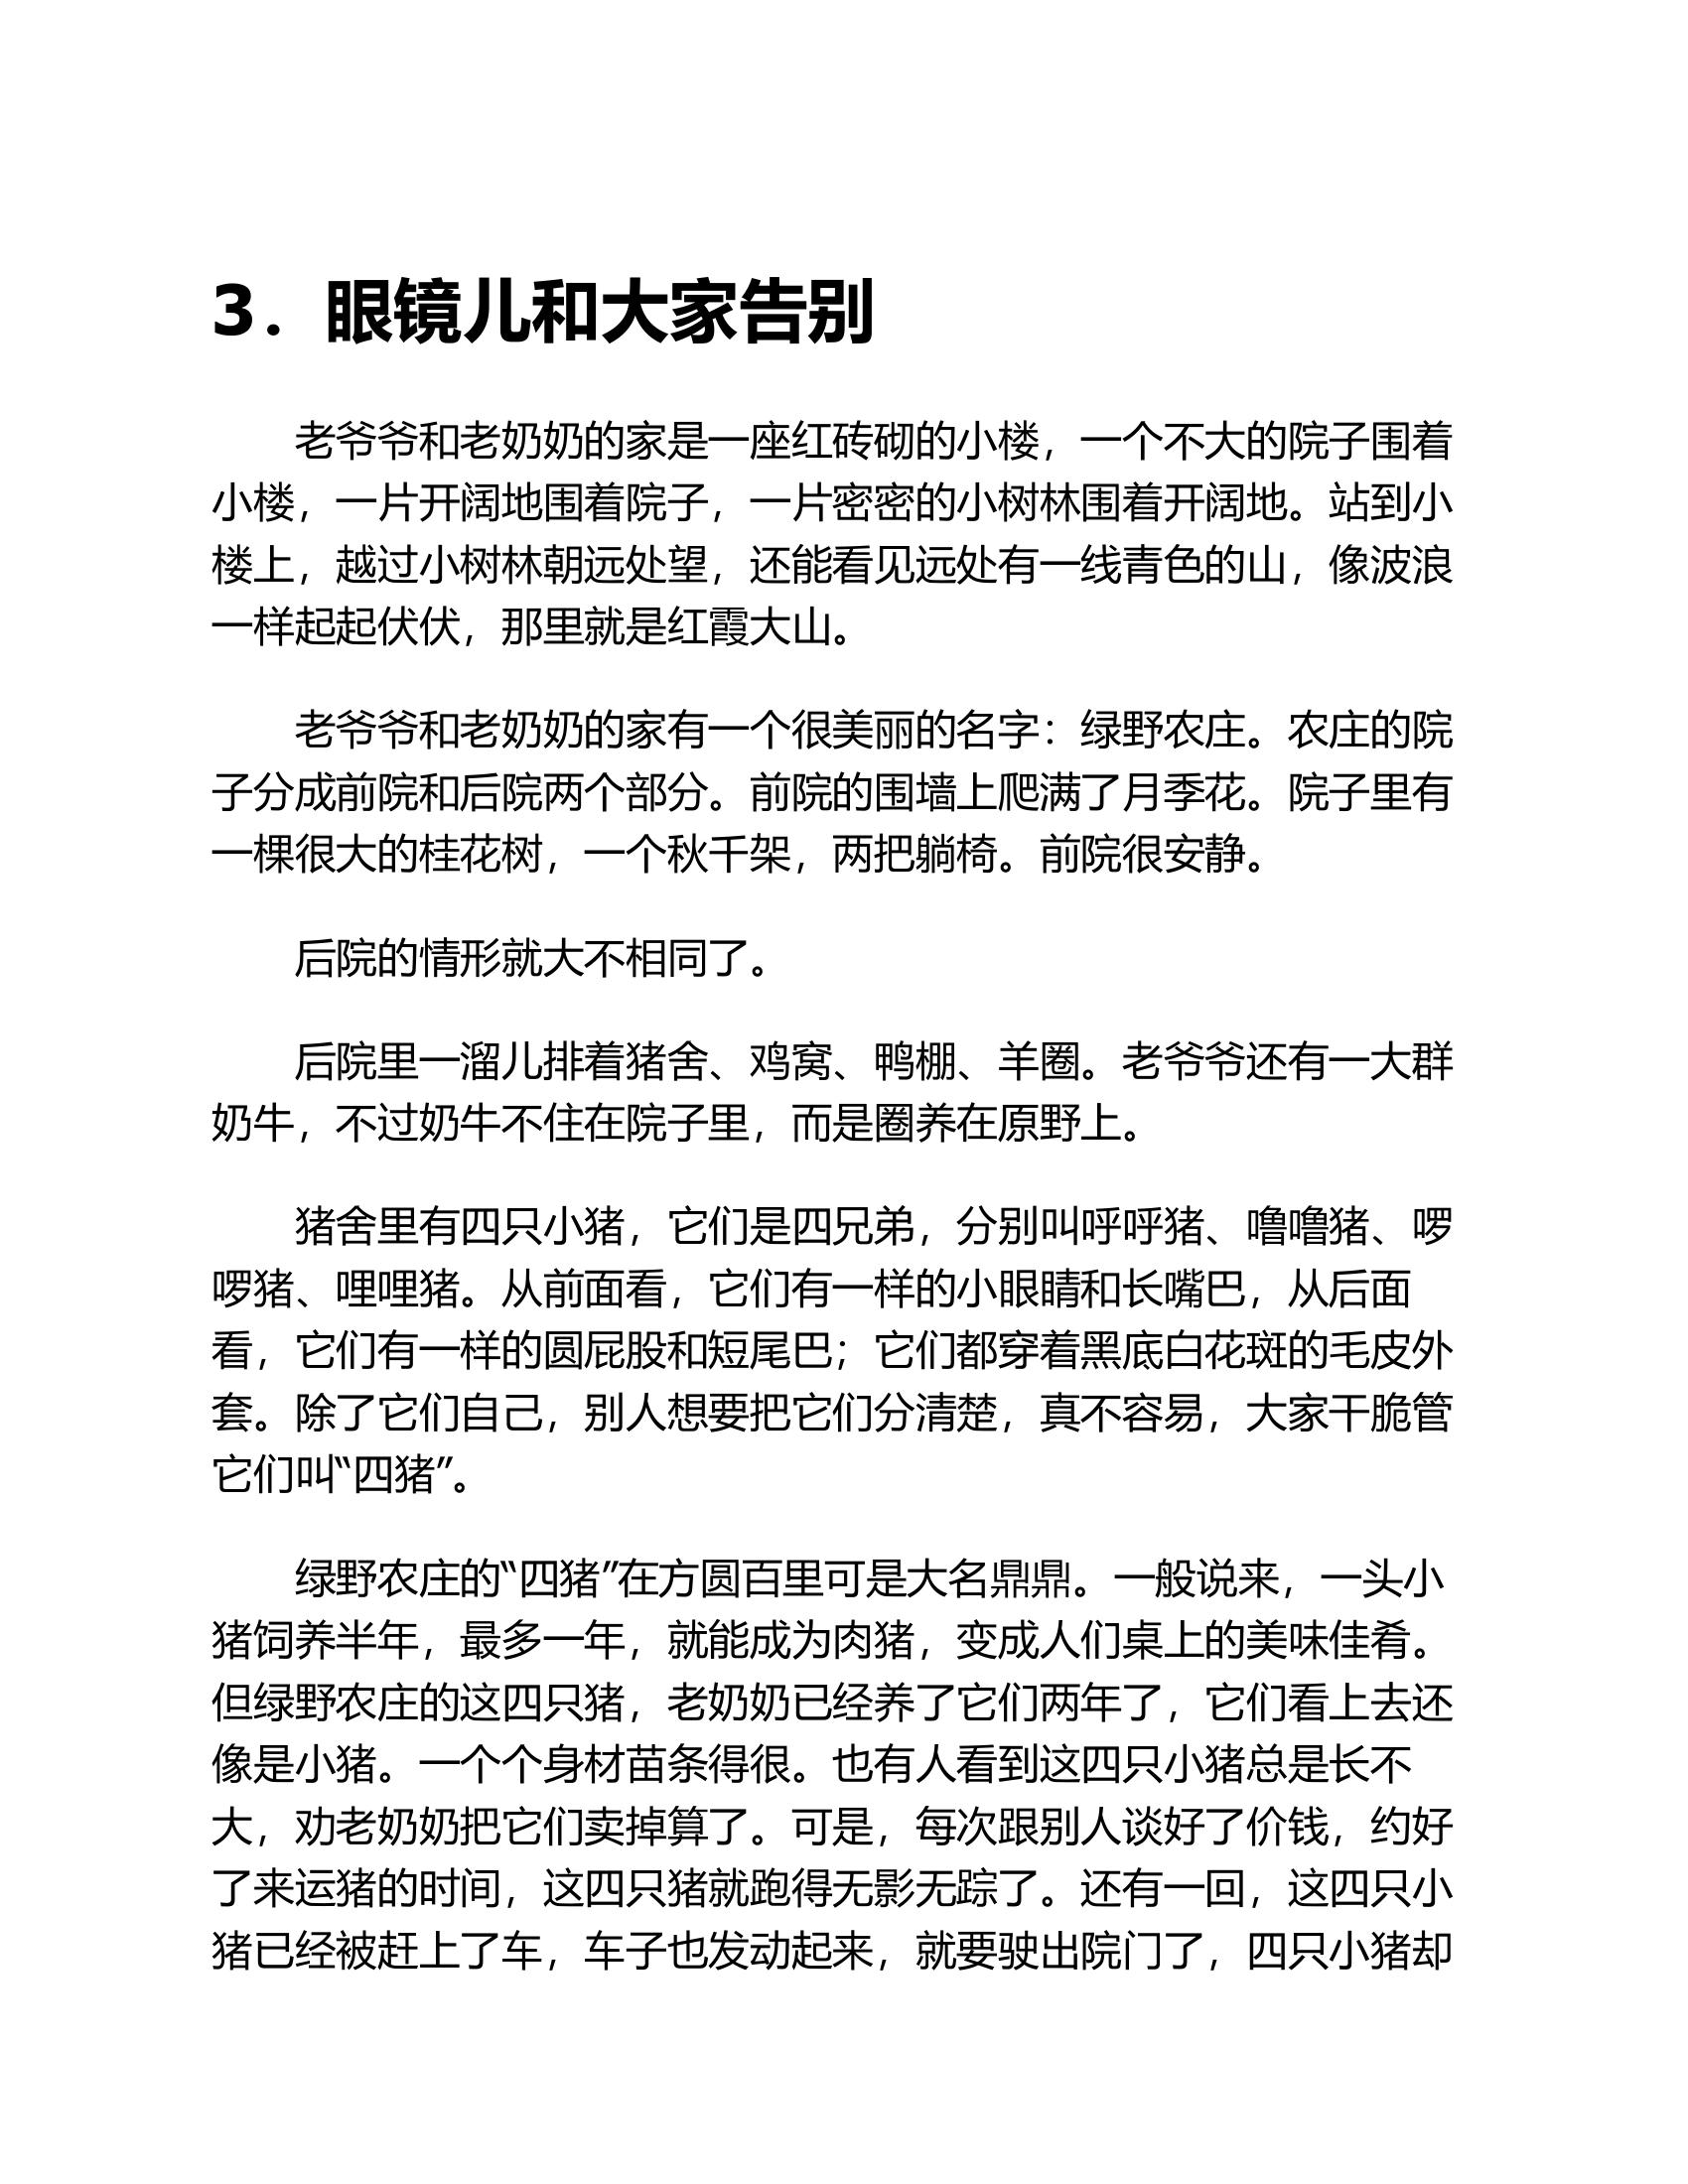 3．眼镜儿和大家告别
老爷爷和老奶奶的家是一座红砖砌的小楼，一个不大的院子围着
小楼，一片开阔地围着院子，一片密密的小树林围着开阔地。站到小
楼上，越过小树林朝远处望，还能看见远处有一线青色的山，像波浪
一样起起伏伏，那里就是红霞大山。
老爷爷和老奶奶的家有一个很美丽的名字：绿野农庄。农庄的院
子分成前院和后院两个部分。前院的围墙上爬满了月季花。院子里有
一棵很大的桂花树，一个秋千架，两把躺椅。前院很安静。
后院的情形就大不相同了。
后院里一溜儿排着猪舍、鸡窝、鸭棚、羊圈。老爷爷还有一大群
奶牛，不过奶牛不住在院子里，而是圈养在原野上。
猪舍里有四只小猪，它们是四兄弟，分别叫呼呼猪、噜噜猪、啰
啰猪、哩哩猪。从前面看，它们有一样的小眼睛和长嘴巴，从后面
看，它们有一样的圆屁股和短尾巴；它们都穿着黑底白花斑的毛皮外
套。除了它们自己，别人想要把它们分清楚，真不容易，大家干脆管
它们叫“四猪”。
绿野农庄的“四猪”在方圆百里可是大名鼎鼎。一般说来，一头小
猪饲养半年，最多一年，就能成为肉猪，变成人们桌上的美味佳肴。
但绿野农庄的这四只猪，老奶奶已经养了它们两年了，它们看上去还
像是小猪。一个个身材苗条得很。也有人看到这四只小猪总是长不
大，劝老奶奶把它们卖掉算了。可是，每次跟别人谈好了价钱，约好
了来运猪的时间，这四只猪就跑得无影无踪了。还有一回，这四只小
猪已经被赶上了车，车子也发动起来，就要驶出院门了，四只小猪却